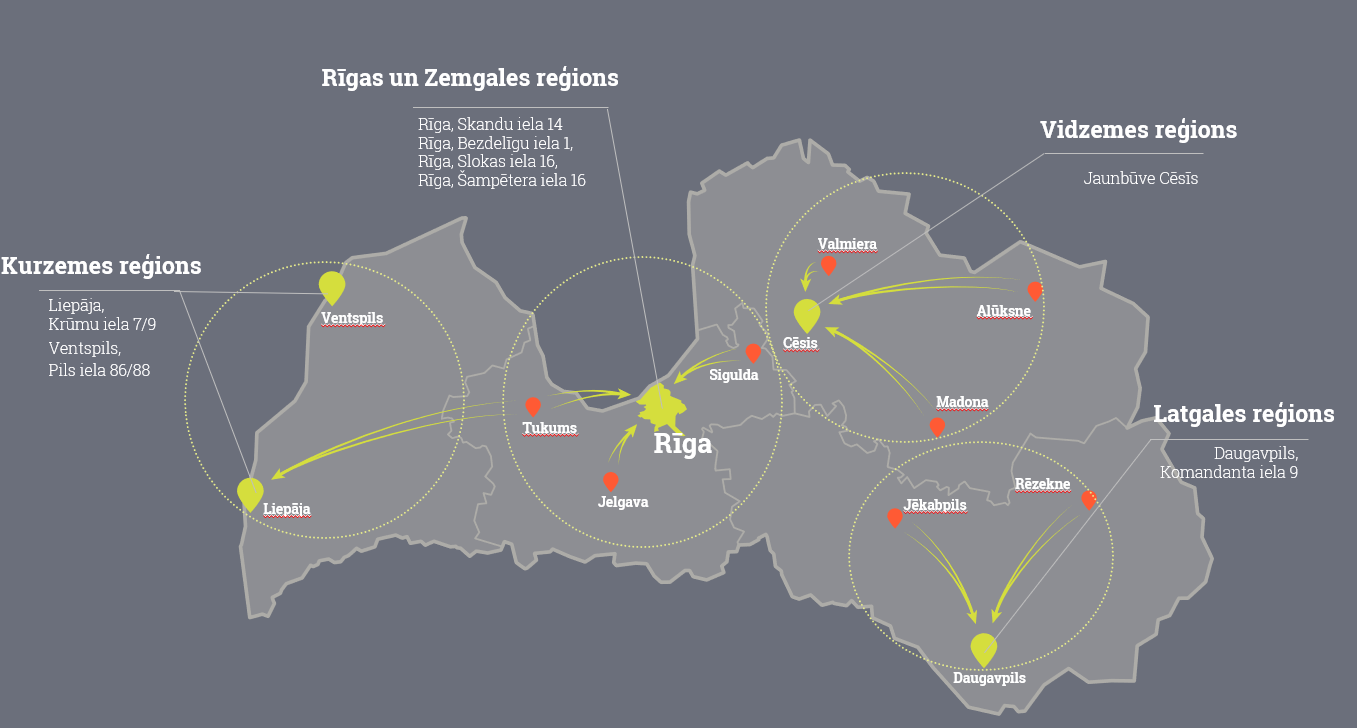 Rīgas un Zemgales reģions
Rīga, Skandu iela 14
Rīga, Bezdelīgu iela 1,
Rīga, Slokas iela 16,
Rīga, Šampētera iela 16
Vidzemes reģions
Jaunbūve Cēsīs
Kurzemes reģions
Liepāja,
Krūmu iela 7/9
Ventspils,
Pils iela 86/88
Valmiera
Alūksne
Ventspils
Cēsis
Sigulda
Madona
Tukums
Rīga
Latgales reģions
Daugavpils,
Komandanta iela 9
Liepāja
Jelgava
Rēzekne
Jēkabpils
Daugavpils